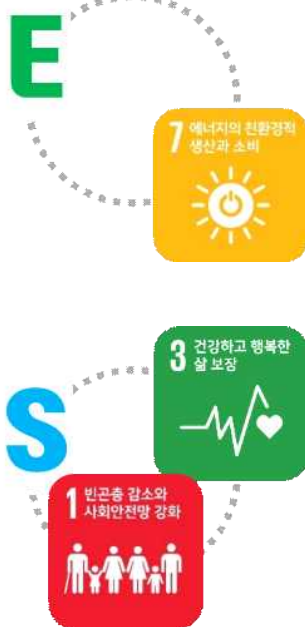 E
7 에너지의 친환경적
생산과 소비
S
3 건강하고 행복한
삶 보장
1 빈곤층 감소와
사회안전망 강화